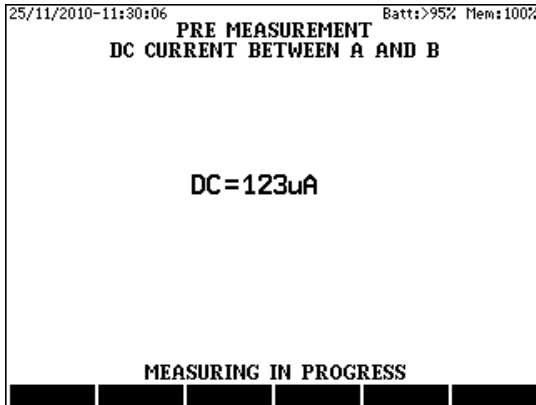 25/11/2010-11:30:06 Batt:>95% Mem:100%
PRE MEASUREMENT
DC CURRENT BETWEEN A AND B
DC=123uA
MEASURING IN PROGRESS